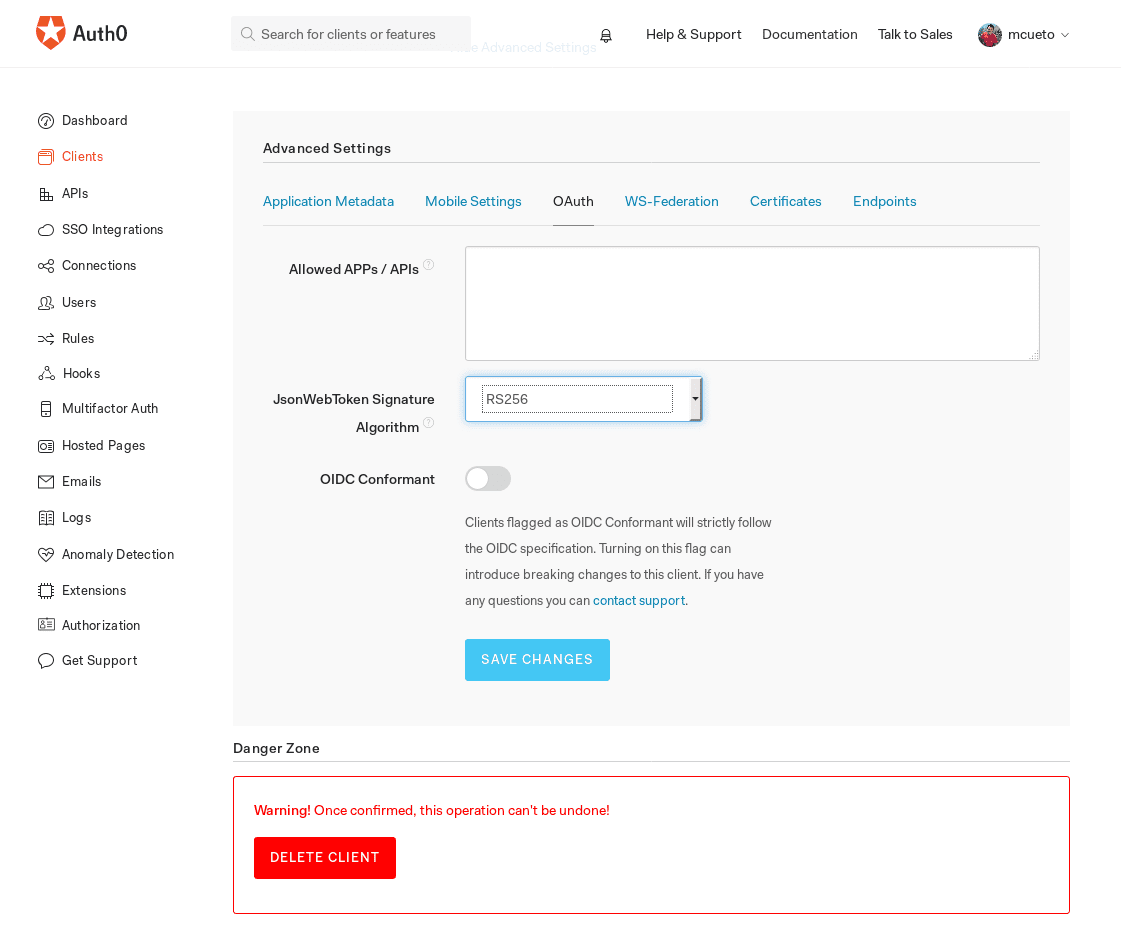 Auth0
Search for clients or features
Advanced Settings
Help & Support
Documentation
Talk to Sales
mcueto
Dashboard
Clients
APIs
SSO Integrations
Connections
Users
Rules
Hooks
Multifactor Auth
Hosted Pages
Emails
Logs
Anomaly Detection
Extensions
Authorization
Get Support
Advanced Settings
Application Metadata
Mobile Settings
OAuth
WS-Federation
Certificates
Endpoints
Allowed APPs / APIs ?
JsonWebToken Signature
Algorithm ?
RS256
OIDC Conformant
Clients flagged as OIDC Conformant will strictly follow
the OIDC specification. Turning on this flag can
introduce breaking changes to this client. If you have
any questions you can contact support.
SAVE CHANGES
Danger Zone
Warning! Once confirmed, this operation can't be undone!
DELETE CLIENT